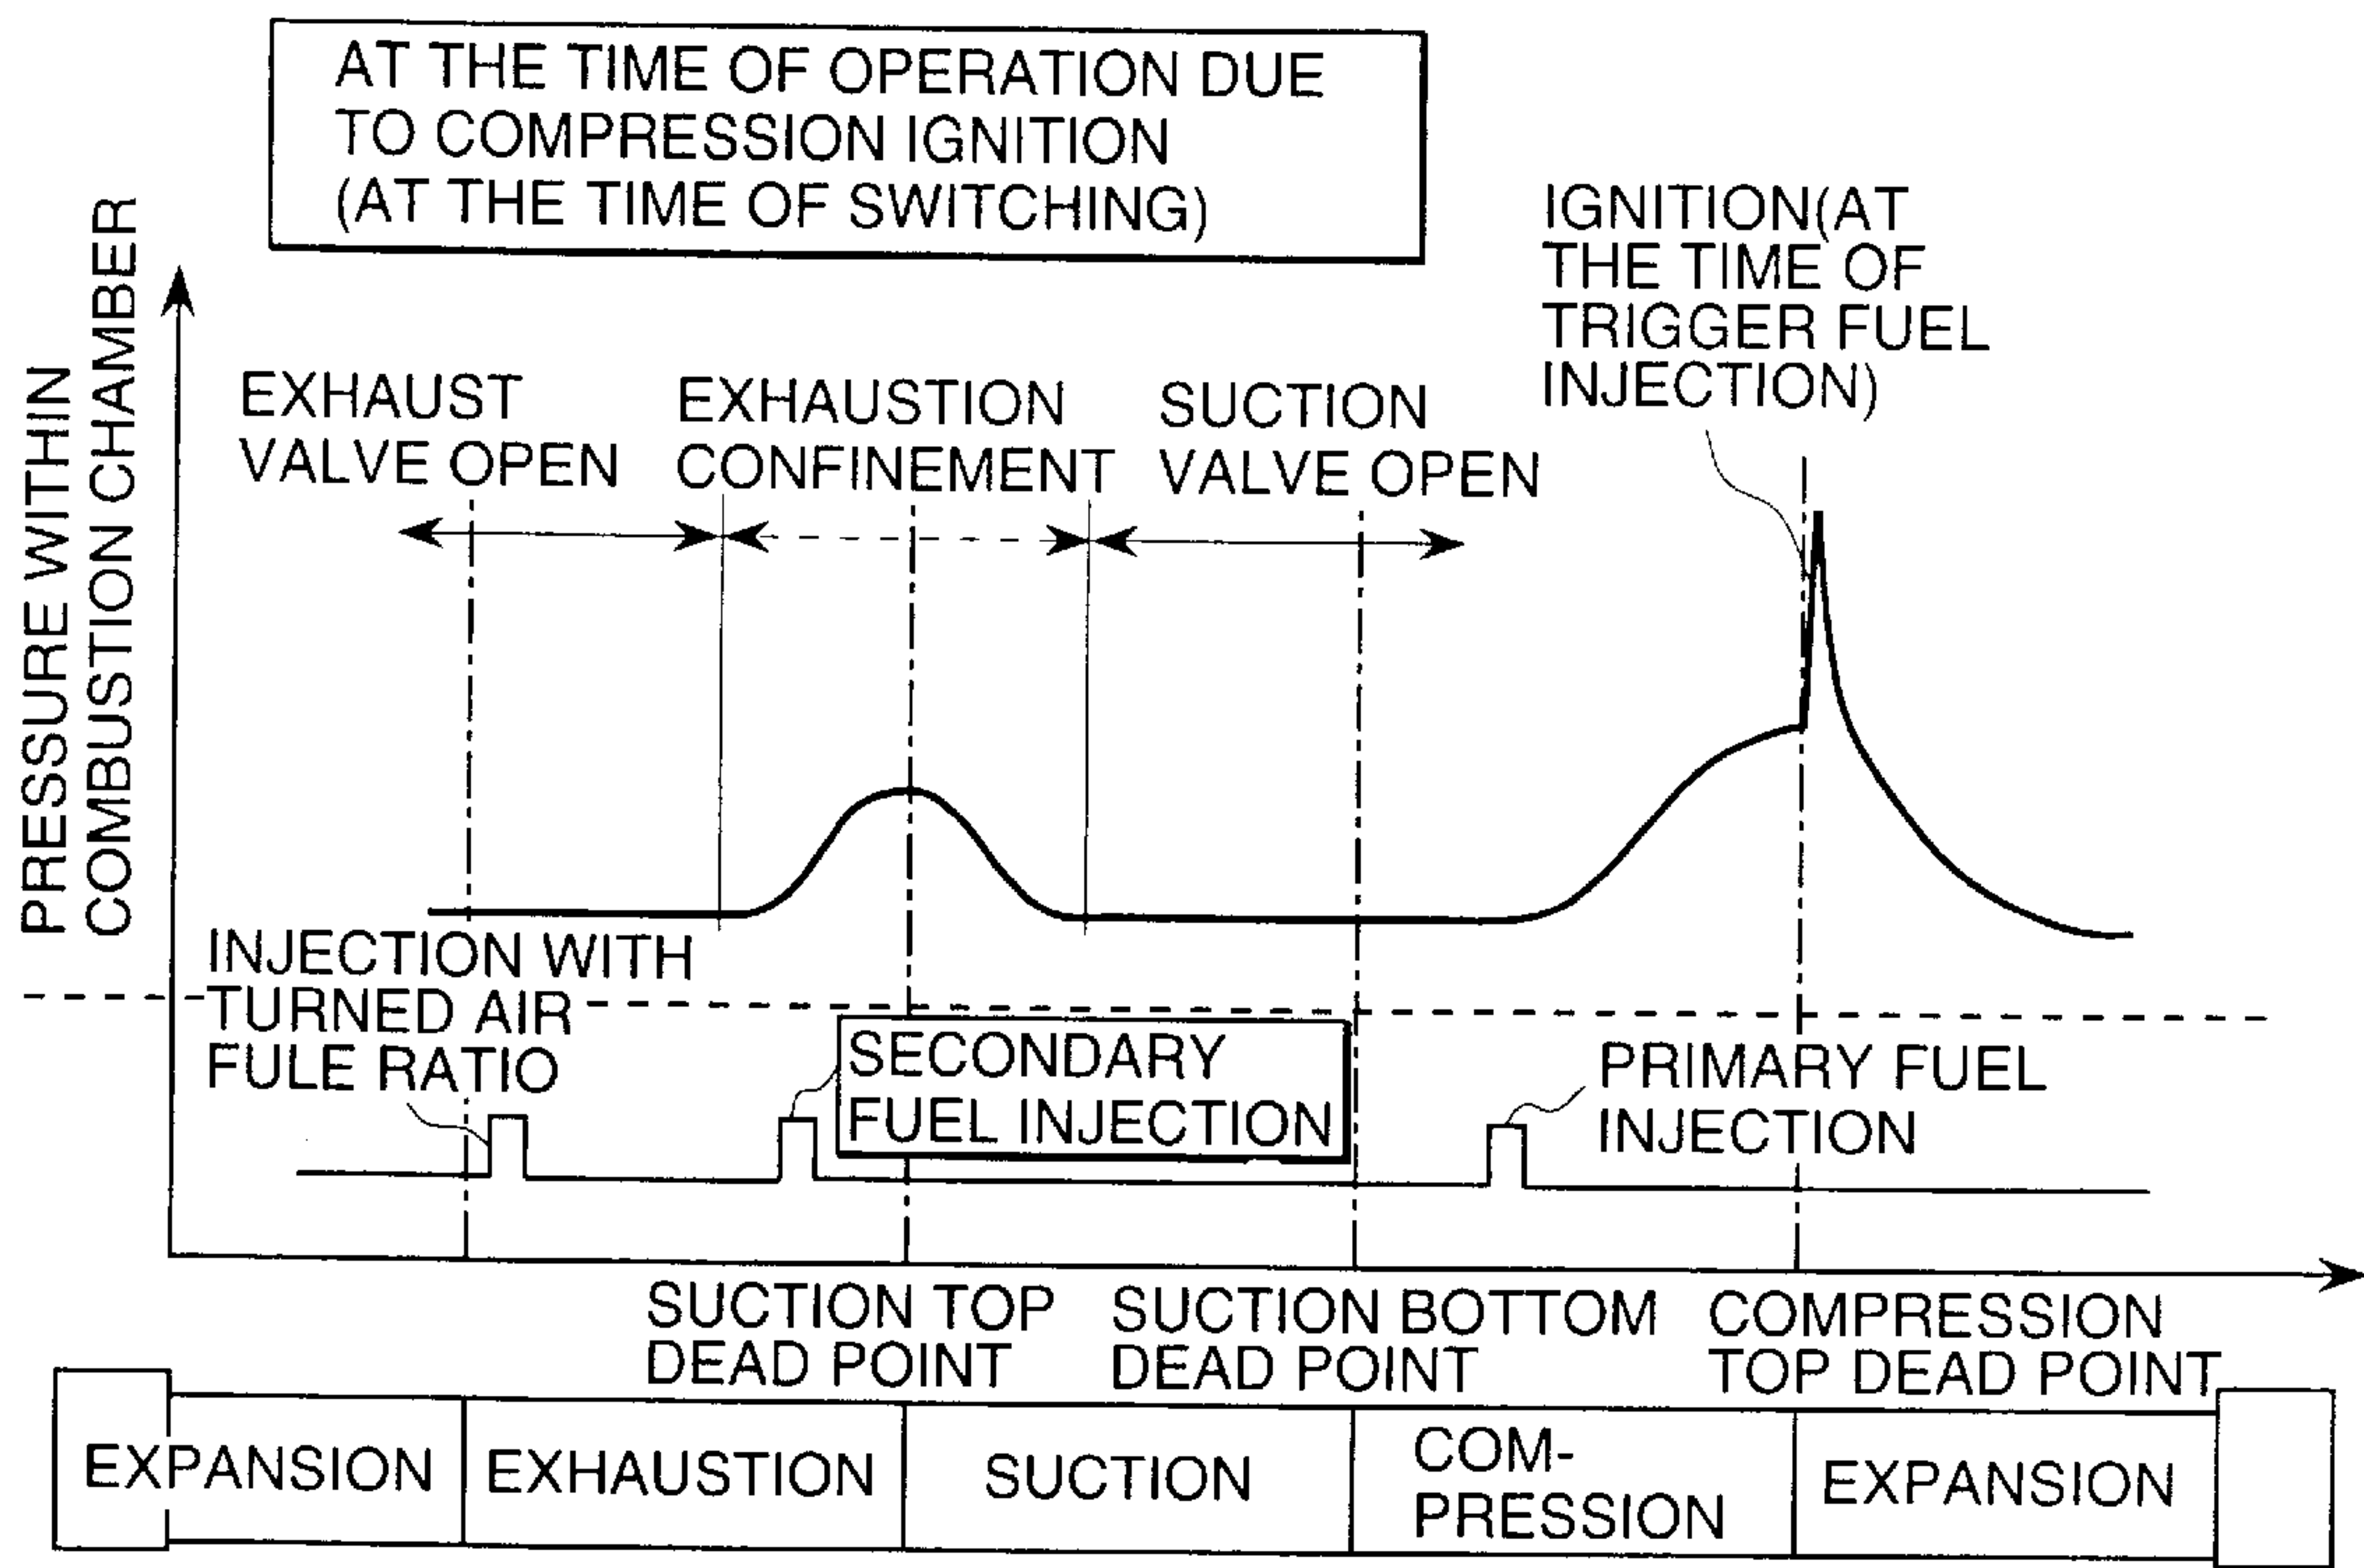 AT THE TIME OF OPERATION DUE
TO COMPRESSION IGNITION
(AT THE TIME OF SWITCHING)
PRESSURE WITHIN
COMBUSTION CHAMBER
IGNITION(AT
THE TIME OF
TRIGGER FUEL
INJECTION)
EXHAUST
VALVE OPEN
EXHAUSTION
CONFINEMENT
SUCTION
VALVE OPEN
INJECTION WITH
TURNED AIR
FULE RATIO
SECONDARY
FUEL INJECTION
PRIMARY FUEL
INJECTION
SUCTION TOP
DEAD POINT
SUCTION BOTTOM
DEAD POINT
COMPRESSION
TOP DEAD POINT
EXPANSION
EXHAUSTION
SUCTION
COM-
PRESSION
EXPANSION